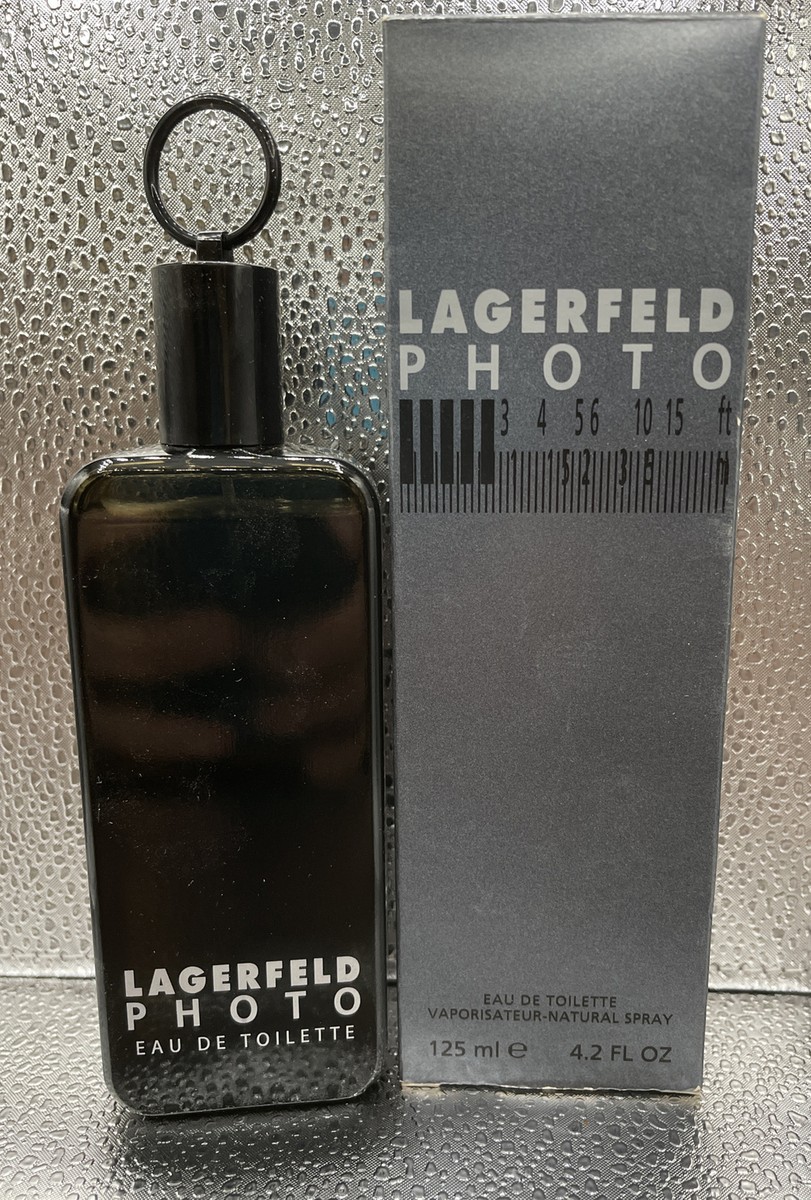 LAGERFELD
PHOTO
3 4 56 10 15 ft
EAU DE TOILETTE
VAPORISATEUR-NATURAL SPRAY
125 ml e 4.2 FL OZ
LAGERFELD
PHOTO
EAU DE TOILETTE